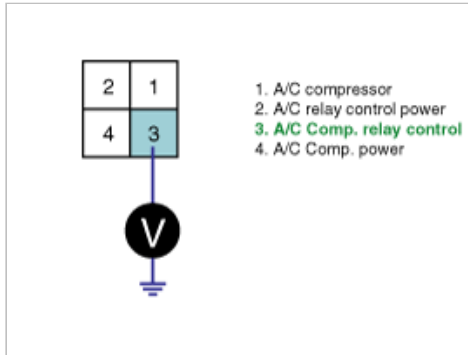 2 1
4 3
V
1. A/C compressor
2. A/C relay control power
3. A/C Comp. relay control
4. A/C Comp. power